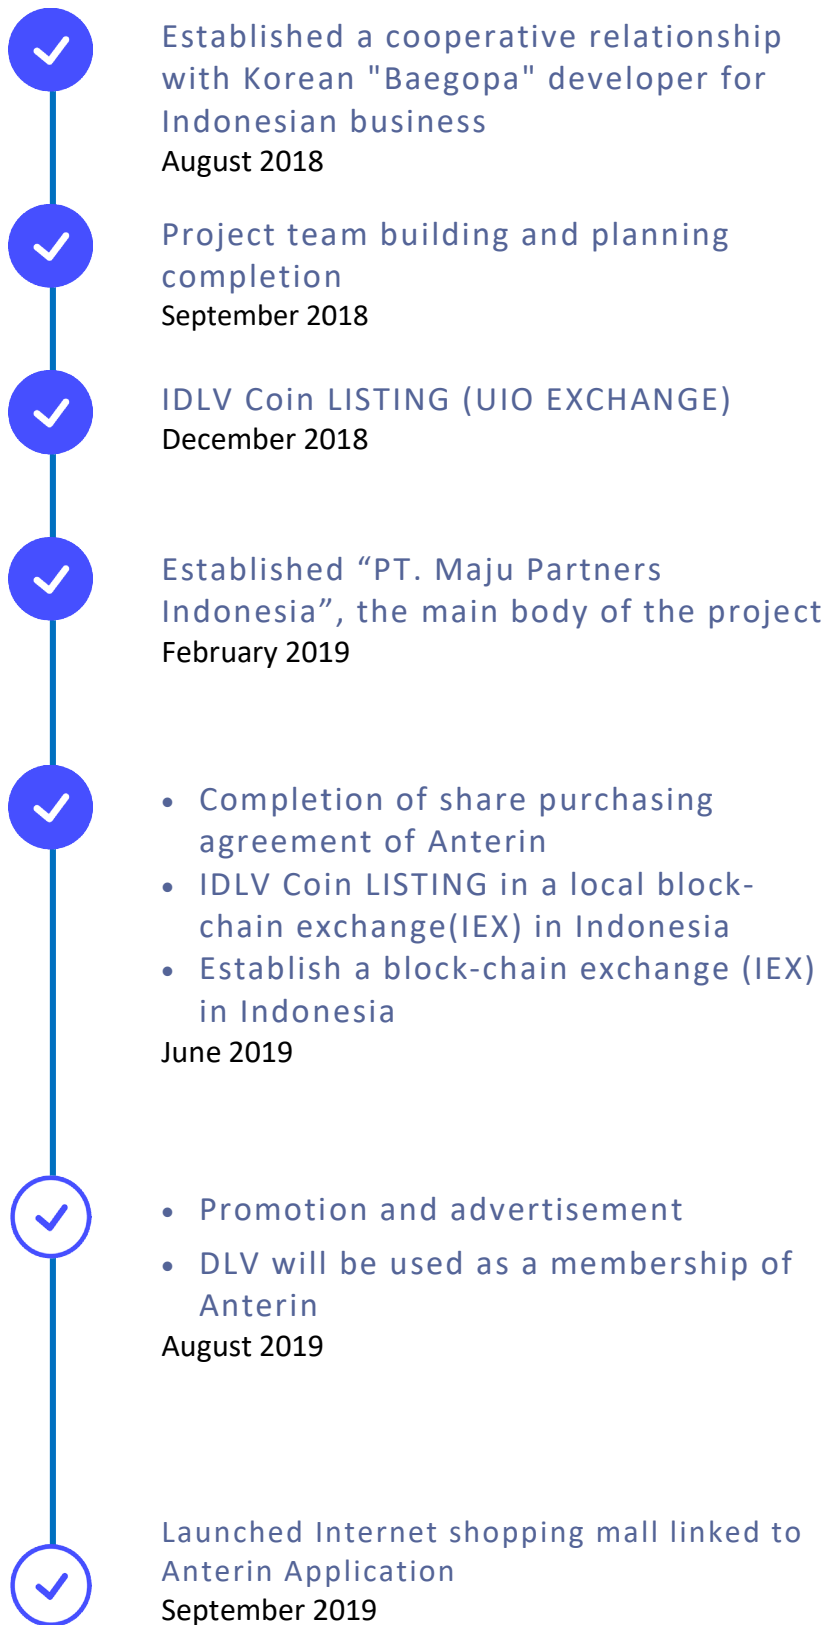 Established a cooperative relationship
with Korean "Baegopa" developer for
Indonesian business
August 2018
Project team building and planning
completion
September 2018
IDLV Coin LISTING (UIO EXCHANGE)
December 2018
Established “PT. Maju Partners
Indonesia”, the main body of the project
February 2019
• Completion of share purchasing
agreement of Anterin
• IDLV Coin LISTING in a local block-
chain exchange(IEX) in Indonesia
• Establish a block-chain exchange (IEX)
in Indonesia
June 2019
• Promotion and advertisement
• DLV will be used as a membership of
Anterin
August 2019
Launched Internet shopping mall linked to
Anterin Application
September 2019